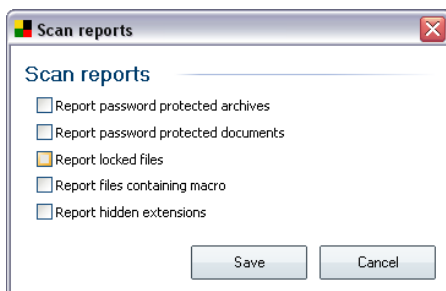 Scan reports
Scan reports
Report password protected archives
Report password protected documents
Report locked files
Report files containing macro
Report hidden extensions
Save Cancel